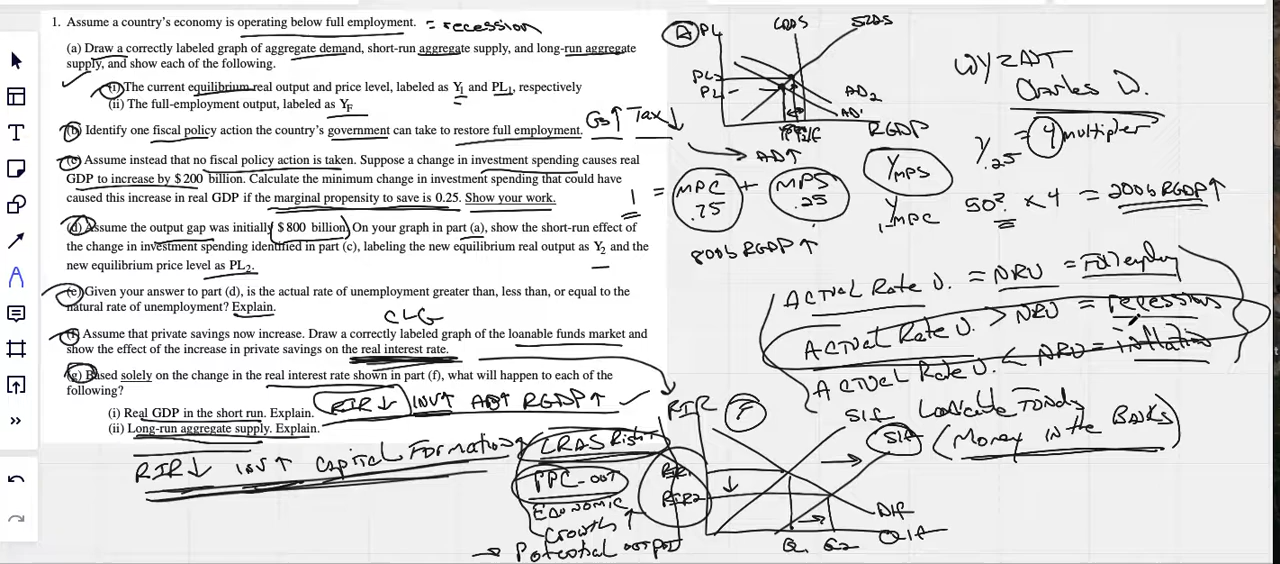 1. Assume a country's economy is operating below full employment. = recession
(a) Draw a correctly labeled graph of aggregate demand, short-run aggregate supply, and long-run aggregate
supply, and show each of the following.
(i) The current equilibrium real output and price level, labeled as Y1 and PL1, respectively
(ii) The full-employment output, labeled as YF
(b) Identify one fiscal policy action the country's government can take to restore full employment.
GS↑ Tax↓
(c) Assume instead that no fiscal policy action is taken. Suppose a change in investment spending causes real
GDP to increase by $200 billion. Calculate the minimum change in investment spending that could have
caused this increase in real GDP if the marginal propensity to save is 0.25. Show your work.
(d) Assume the output gap was initially $800 billion. On your graph in part (a), show the short-run effect of
the change in investment spending identified in part (c), labeling the new equilibrium real output as Y2 and the
new equilibrium price level as PL2.
(e) Given your answer to part (d), is the actual rate of unemployment greater than, less than, or equal to the
natural rate of unemployment? Explain.
CLG
(f) Assume that private savings now increase. Draw a correctly labeled graph of the loanable funds market and
show the effect of the increase in private savings on the real interest rate.
(g) Based solely on the change in the real interest rate shown in part (f), what will happen to each of the
following?
(i) Real GDP in the short run. Explain.
(ii) Long-run aggregate supply. Explain.
RIR↓ INV↑ AD↑ RGDP↑
RIR↓ INV↑ Capital Formation↑
LRAS Right
PPC-OUT
Economic
Growth↑
→ Potential output
A PL
LRAS
SRAS
PL2
PL
AD2
AD1
RGDP
→ AD↑
1 = MPC + MPS
.75 .25
800b RGDP↑
1/MPS
1/MPC
WYZANT
Charles D.
1/.25 = 4 multiplier
50? x 4 = 200b RGDP↑
Actual Rate U. = NRU = Full employ
Actual Rate U. > NRU = recessions
Actual Rate U. < NRU = inflation
RIR
F
SLF
SLF
Loanable Funds
(Money in the Banks)
RIR1
RIR2
DLF
Q1 Q2 QLF